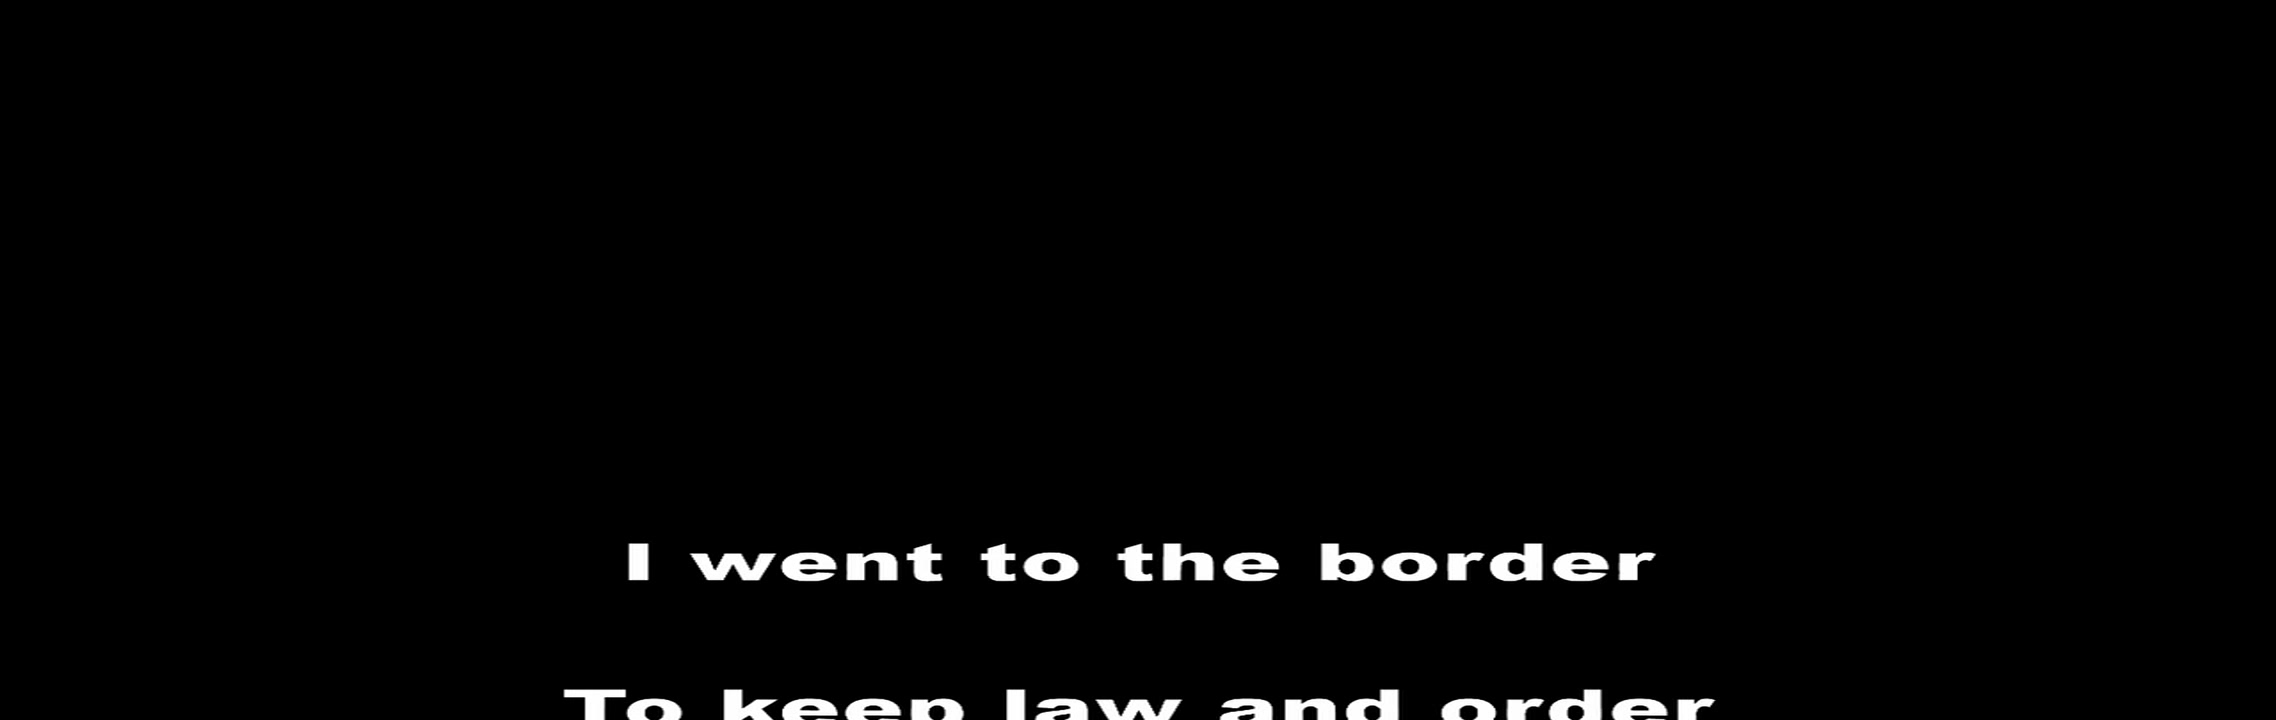 I went to the border
To keep law and order